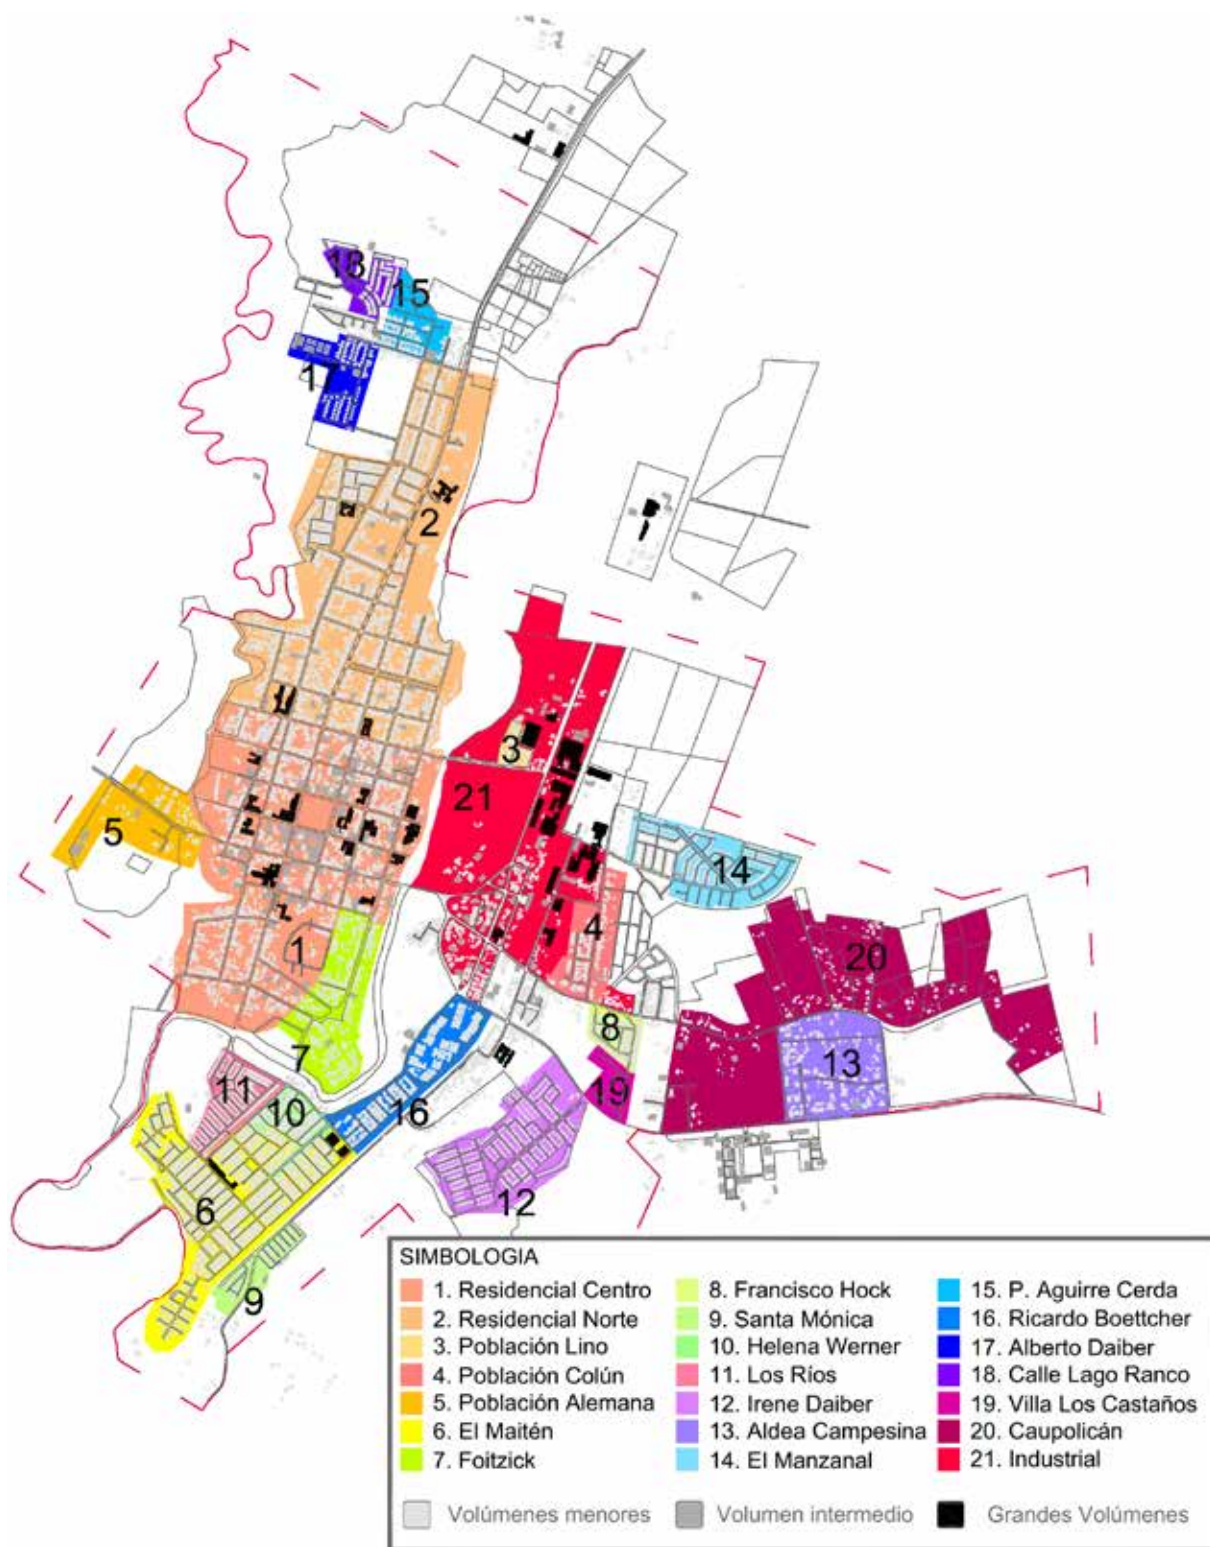 18
15
1
2
3
21
5
14
4
1
20
8
13
7
19
11
10
16
6
12
9
SIMBOLOGIA
1. Residencial Centro
2. Residencial Norte
3. Población Lino
4. Población Colún
5. Población Alemana
6. El Maitén
7. Foitzick
8. Francisco Hock
9. Santa Mónica
10. Helena Werner
11. Los Ríos
12. Irene Daiber
13. Aldea Campesina
14. El Manzanal
15. P. Aguirre Cerda
16. Ricardo Boettcher
17. Alberto Daiber
18. Calle Lago Ranco
19. Villa Los Castaños
20. Caupolicán
21. Industrial
Volúmenes menores
Volumen intermedio
Grandes Volúmenes